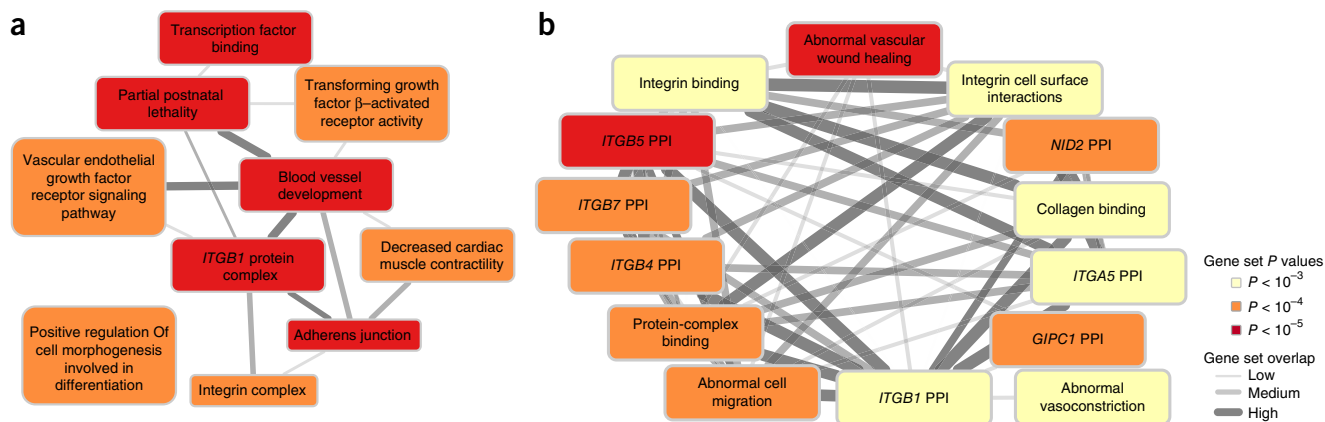 a
Transcription factor
binding
Partial postnatal
lethality
Transforming growth
factor β–activated
receptor activity
Vascular endothelial
growth factor
receptor signaling
pathway
Blood vessel
development
ITGB1 protein
complex
Decreased cardiac
muscle contractility
Positive regulation Of
cell morphogenesis
involved in
differentiation
Adherens junction
Integrin complex
b
Abnormal vascular
wound healing
Integrin binding
Integrin cell surface
interactions
ITGB5 PPI
NID2 PPI
ITGB7 PPI
Collagen binding
ITGB4 PPI
ITGA5 PPI
Protein-complex
binding
GIPC1 PPI
Abnormal cell
migration
ITGB1 PPI
Abnormal
vasoconstriction
Gene set P values
P < 10⁻³
P < 10⁻⁴
P < 10⁻⁵
Gene set overlap
Low
Medium
High